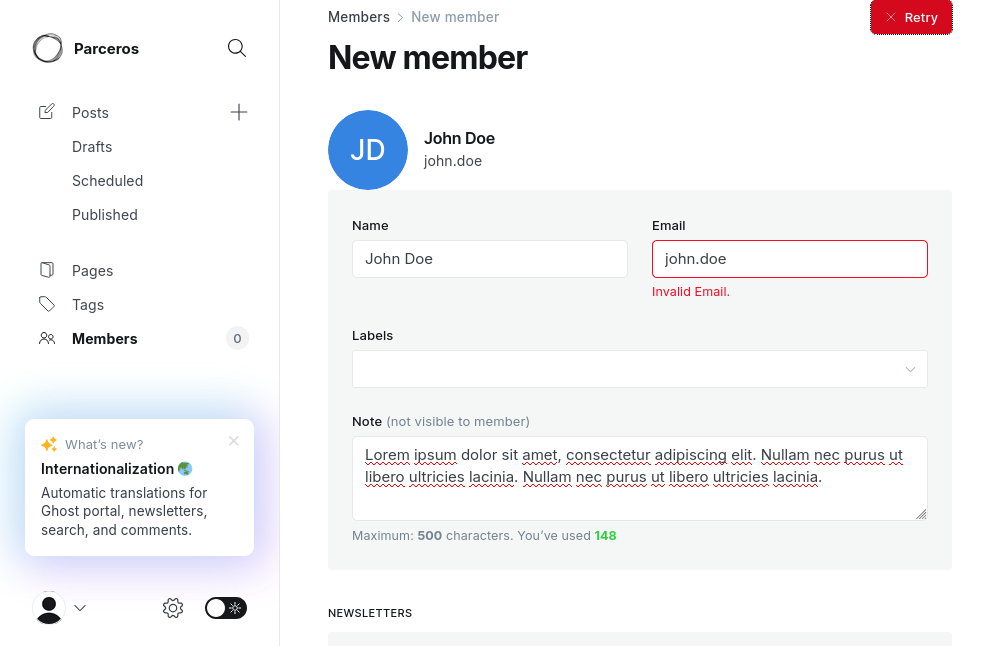 Parceros
Posts
Drafts
Scheduled
Published
Pages
Tags
Members
0
What's new?
Internationalization
Automatic translations for
Ghost portal, newsletters,
search, and comments.
Members > New member
Retry
New member
JD
John Doe
john.doe
Name
John Doe
Email
john.doe
Invalid Email.
Labels
Note (not visible to member)
Lorem ipsum dolor sit amet, consectetur adipiscing elit. Nullam nec purus ut
libero ultricies lacinia. Nullam nec purus ut libero ultricies lacinia.
Maximum: 500 characters. You've used 148
NEWSLETTERS